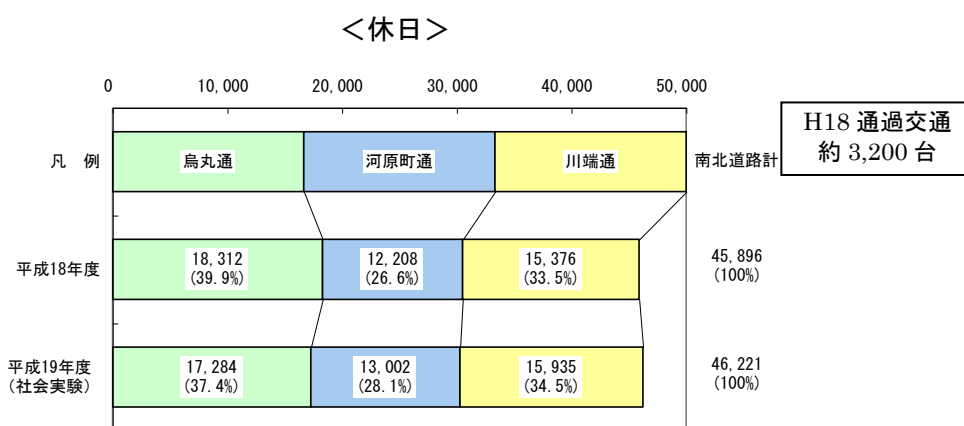 ＜休日＞
0 10,000 20,000 30,000 40,000 50,000
H18 通過交通
約 3,200 台
凡 例 烏丸通 河原町通 川端通 南北道路計
平成18年度
18,312 12,208 15,376 45,896
(39.9%) (26.6%) (33.5%) (100%)
平成19年度
(社会実験)
17,284 13,002 15,935 46,221
(37.4%) (28.1%) (34.5%) (100%)